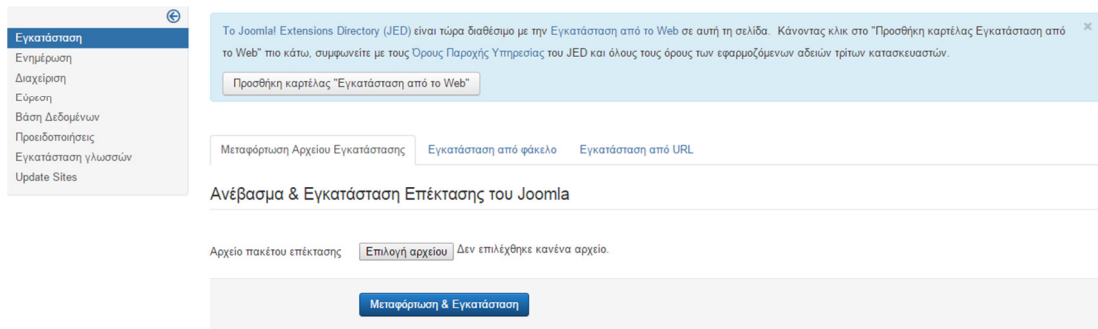 Εγκατάσταση
Ενημέρωση
Διαχείριση
Εύρεση
Βάση Δεδομένων
Προειδοποιήσεις
Εγκατάσταση γλωσσών
Update Sites
Το Joomla! Extensions Directory (JED) είναι τώρα διαθέσιμο με την Εγκατάσταση από το Web σε αυτή τη σελίδα. Κάνοντας κλικ στο "Προσθήκη καρτέλας Εγκατάσταση από
το Web" πιο κάτω, συμφωνείτε με τους Όρους Παροχής Υπηρεσίας του JED και όλους τους όρους των εφαρμοζόμενων αδειών τρίτων κατασκευαστών.
Προσθήκη καρτέλας "Εγκατάσταση από το Web"
Μεταφόρτωση Αρχείου Εγκατάστασης Εγκατάσταση από φάκελο Εγκατάσταση από URL
Ανέβασμα & Εγκατάσταση Επέκτασης του Joomla
Αρχείο πακέτου επέκτασης Επιλογή αρχείου Δεν επιλέχθηκε κανένα αρχείο.
Μεταφόρτωση & Εγκατάσταση